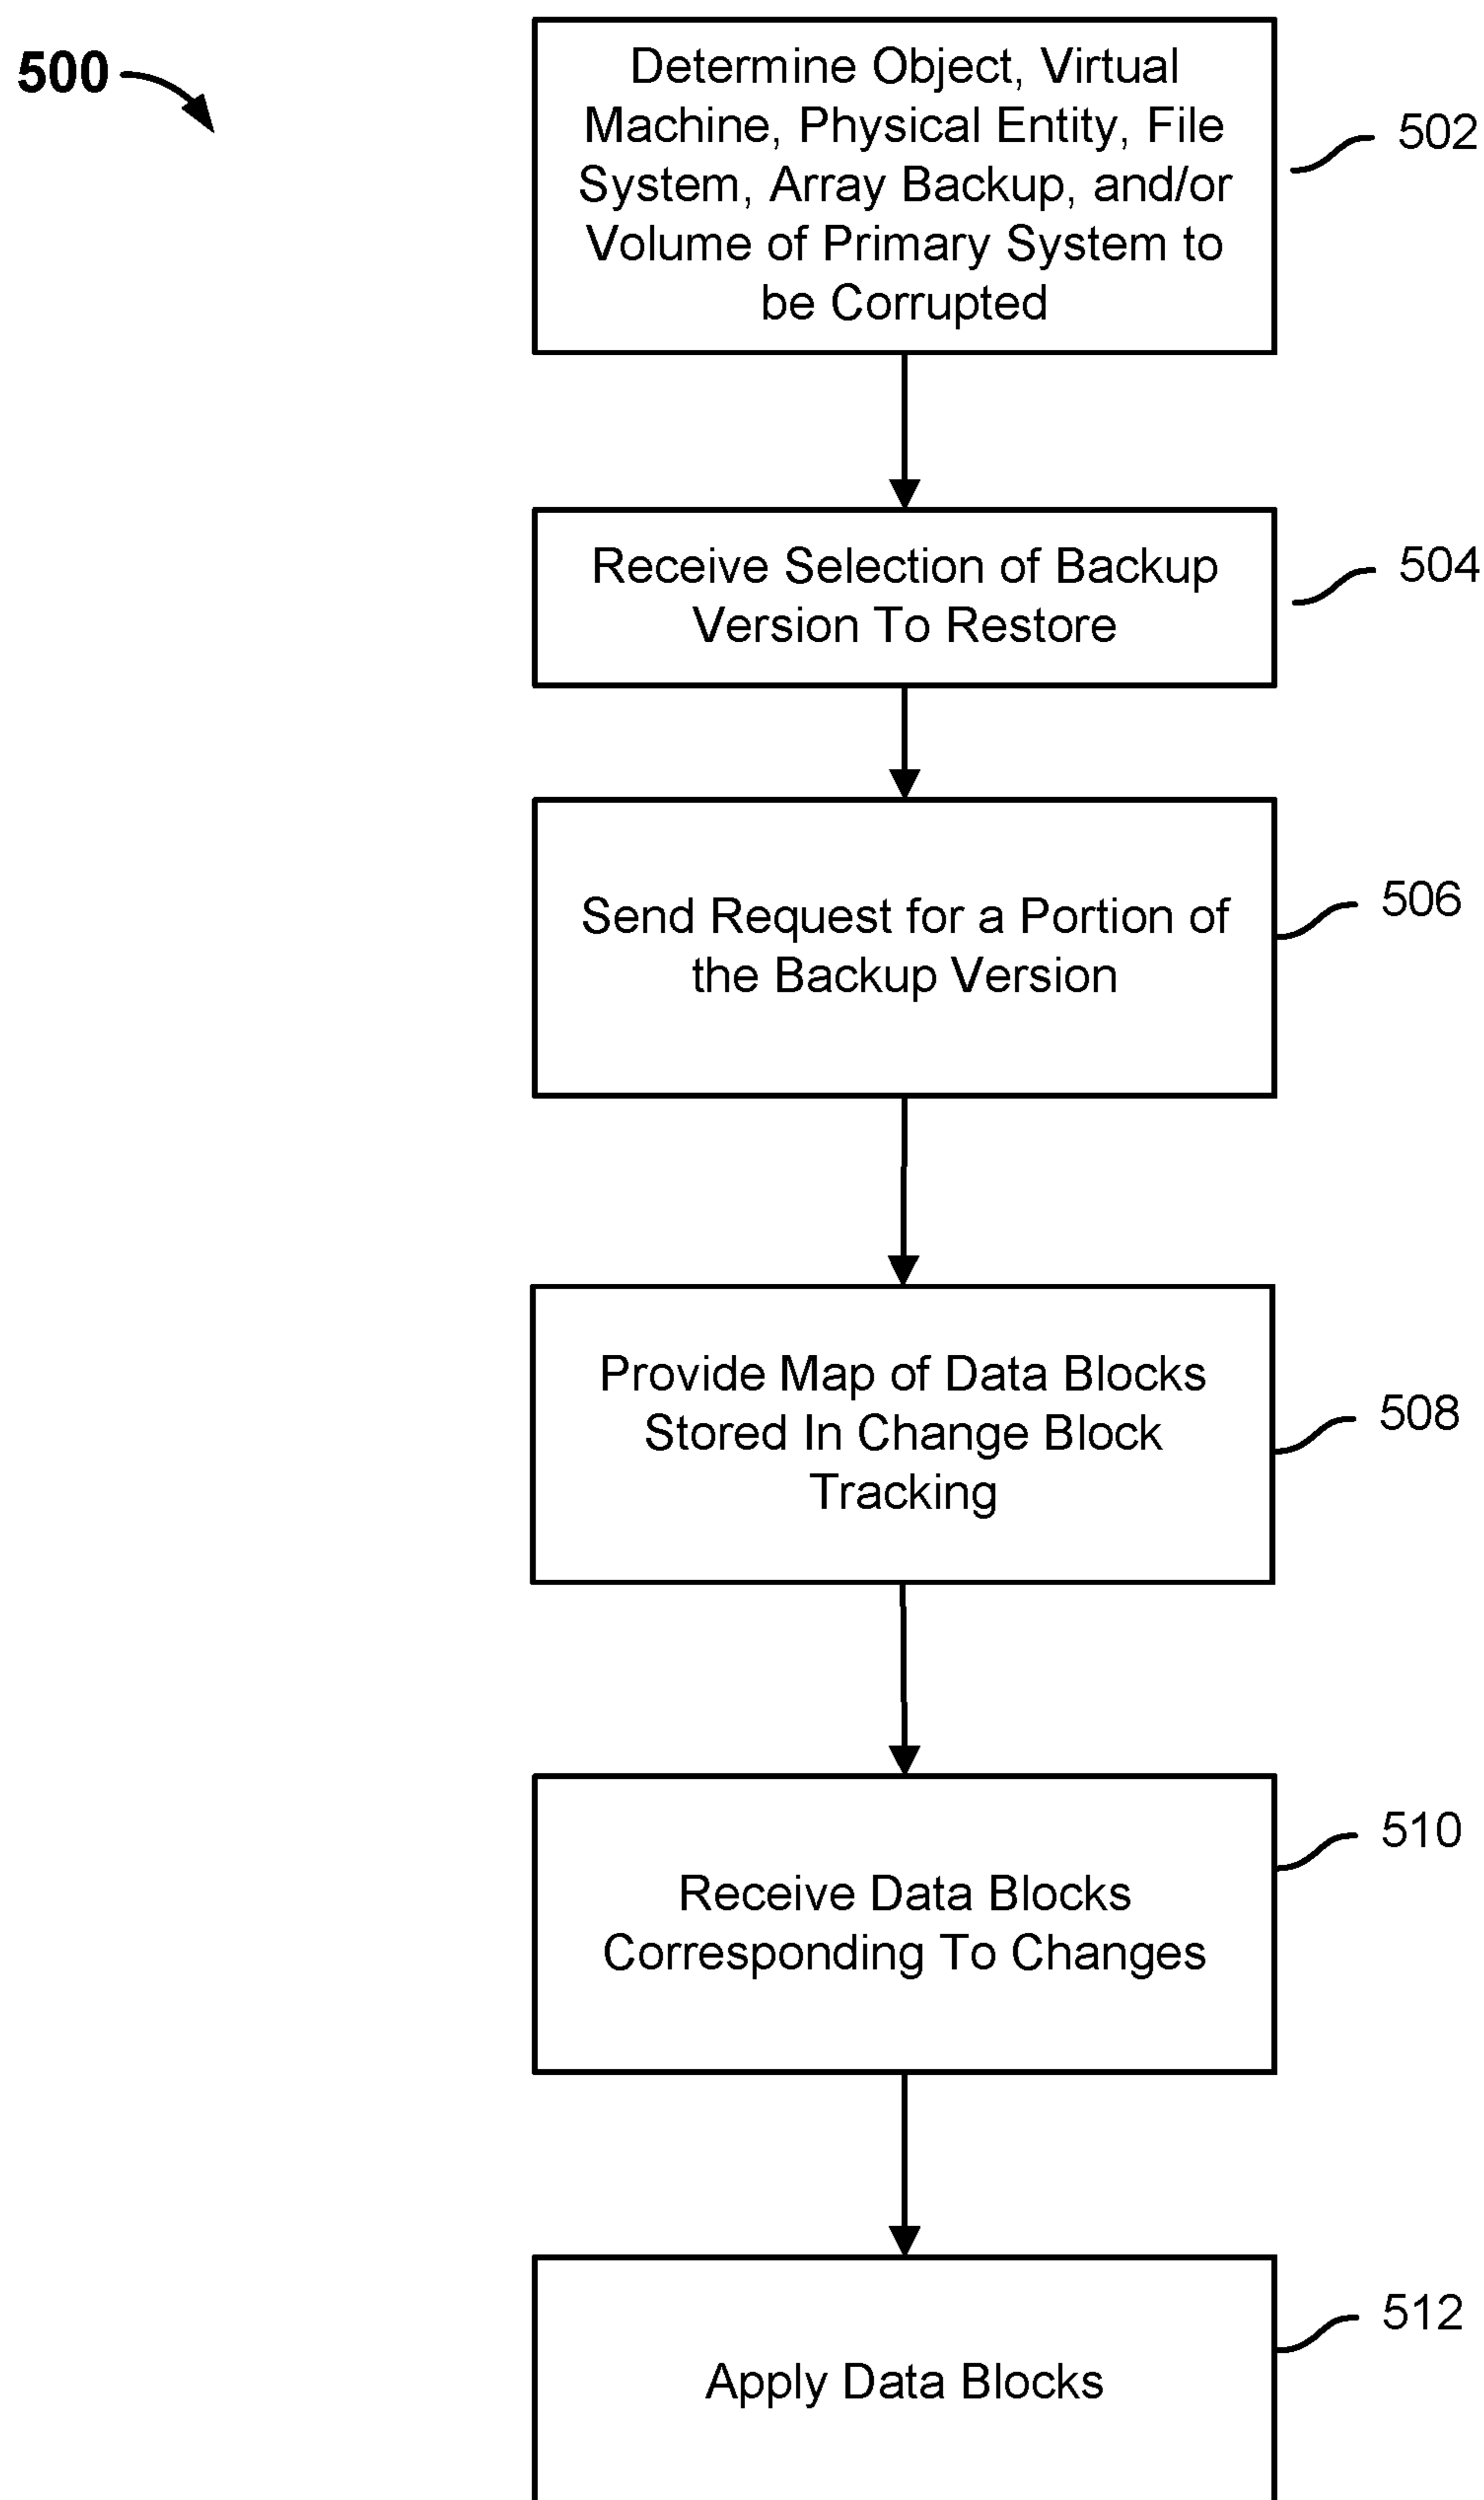 500
Determine Object, Virtual
Machine, Physical Entity, File
System, Array Backup, and/or
Volume of Primary System to
be Corrupted
502
Receive Selection of Backup
Version To Restore
504
Send Request for a Portion of
the Backup Version
506
Provide Map of Data Blocks
Stored In Change Block
Tracking
508
Receive Data Blocks
Corresponding To Changes
510
Apply Data Blocks
512